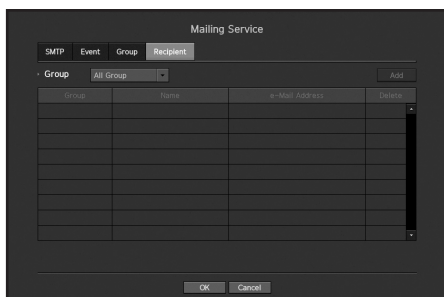 Mailing Service
SMTP Event Group Recipient
• Group All Group Add
Group Name e-Mail Address Delete
OK Cancel